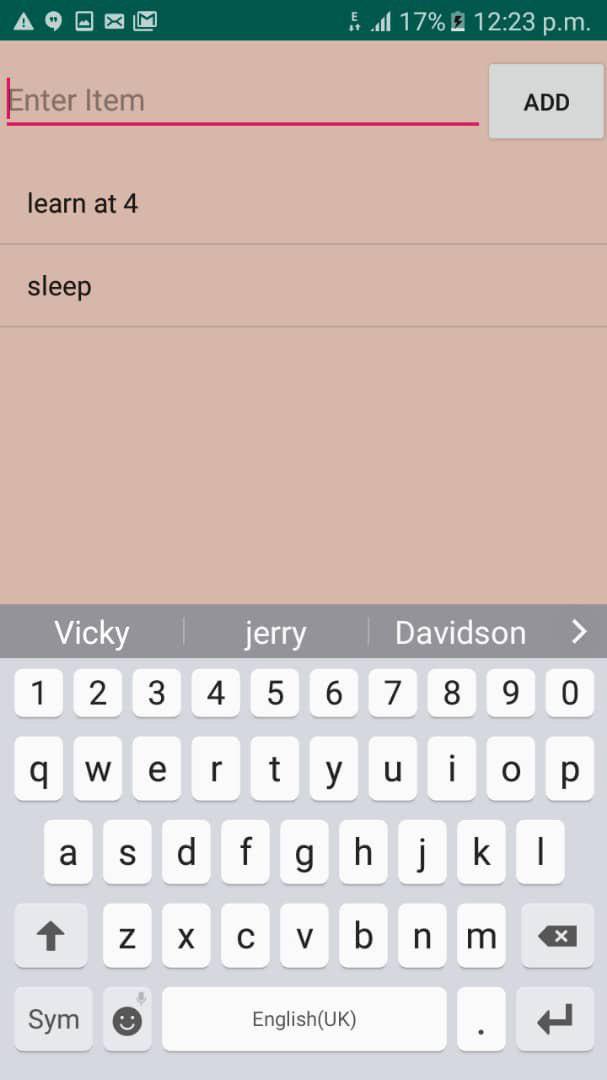 E 17% 12:23 p.m.
Enter Item ADD
learn at 4
sleep
Vicky jerry Davidson
1 2 3 4 5 6 7 8 9 0
q w e r t y u i o p
a s d f g h j k l
z x c v b n m
Sym English(UK) .